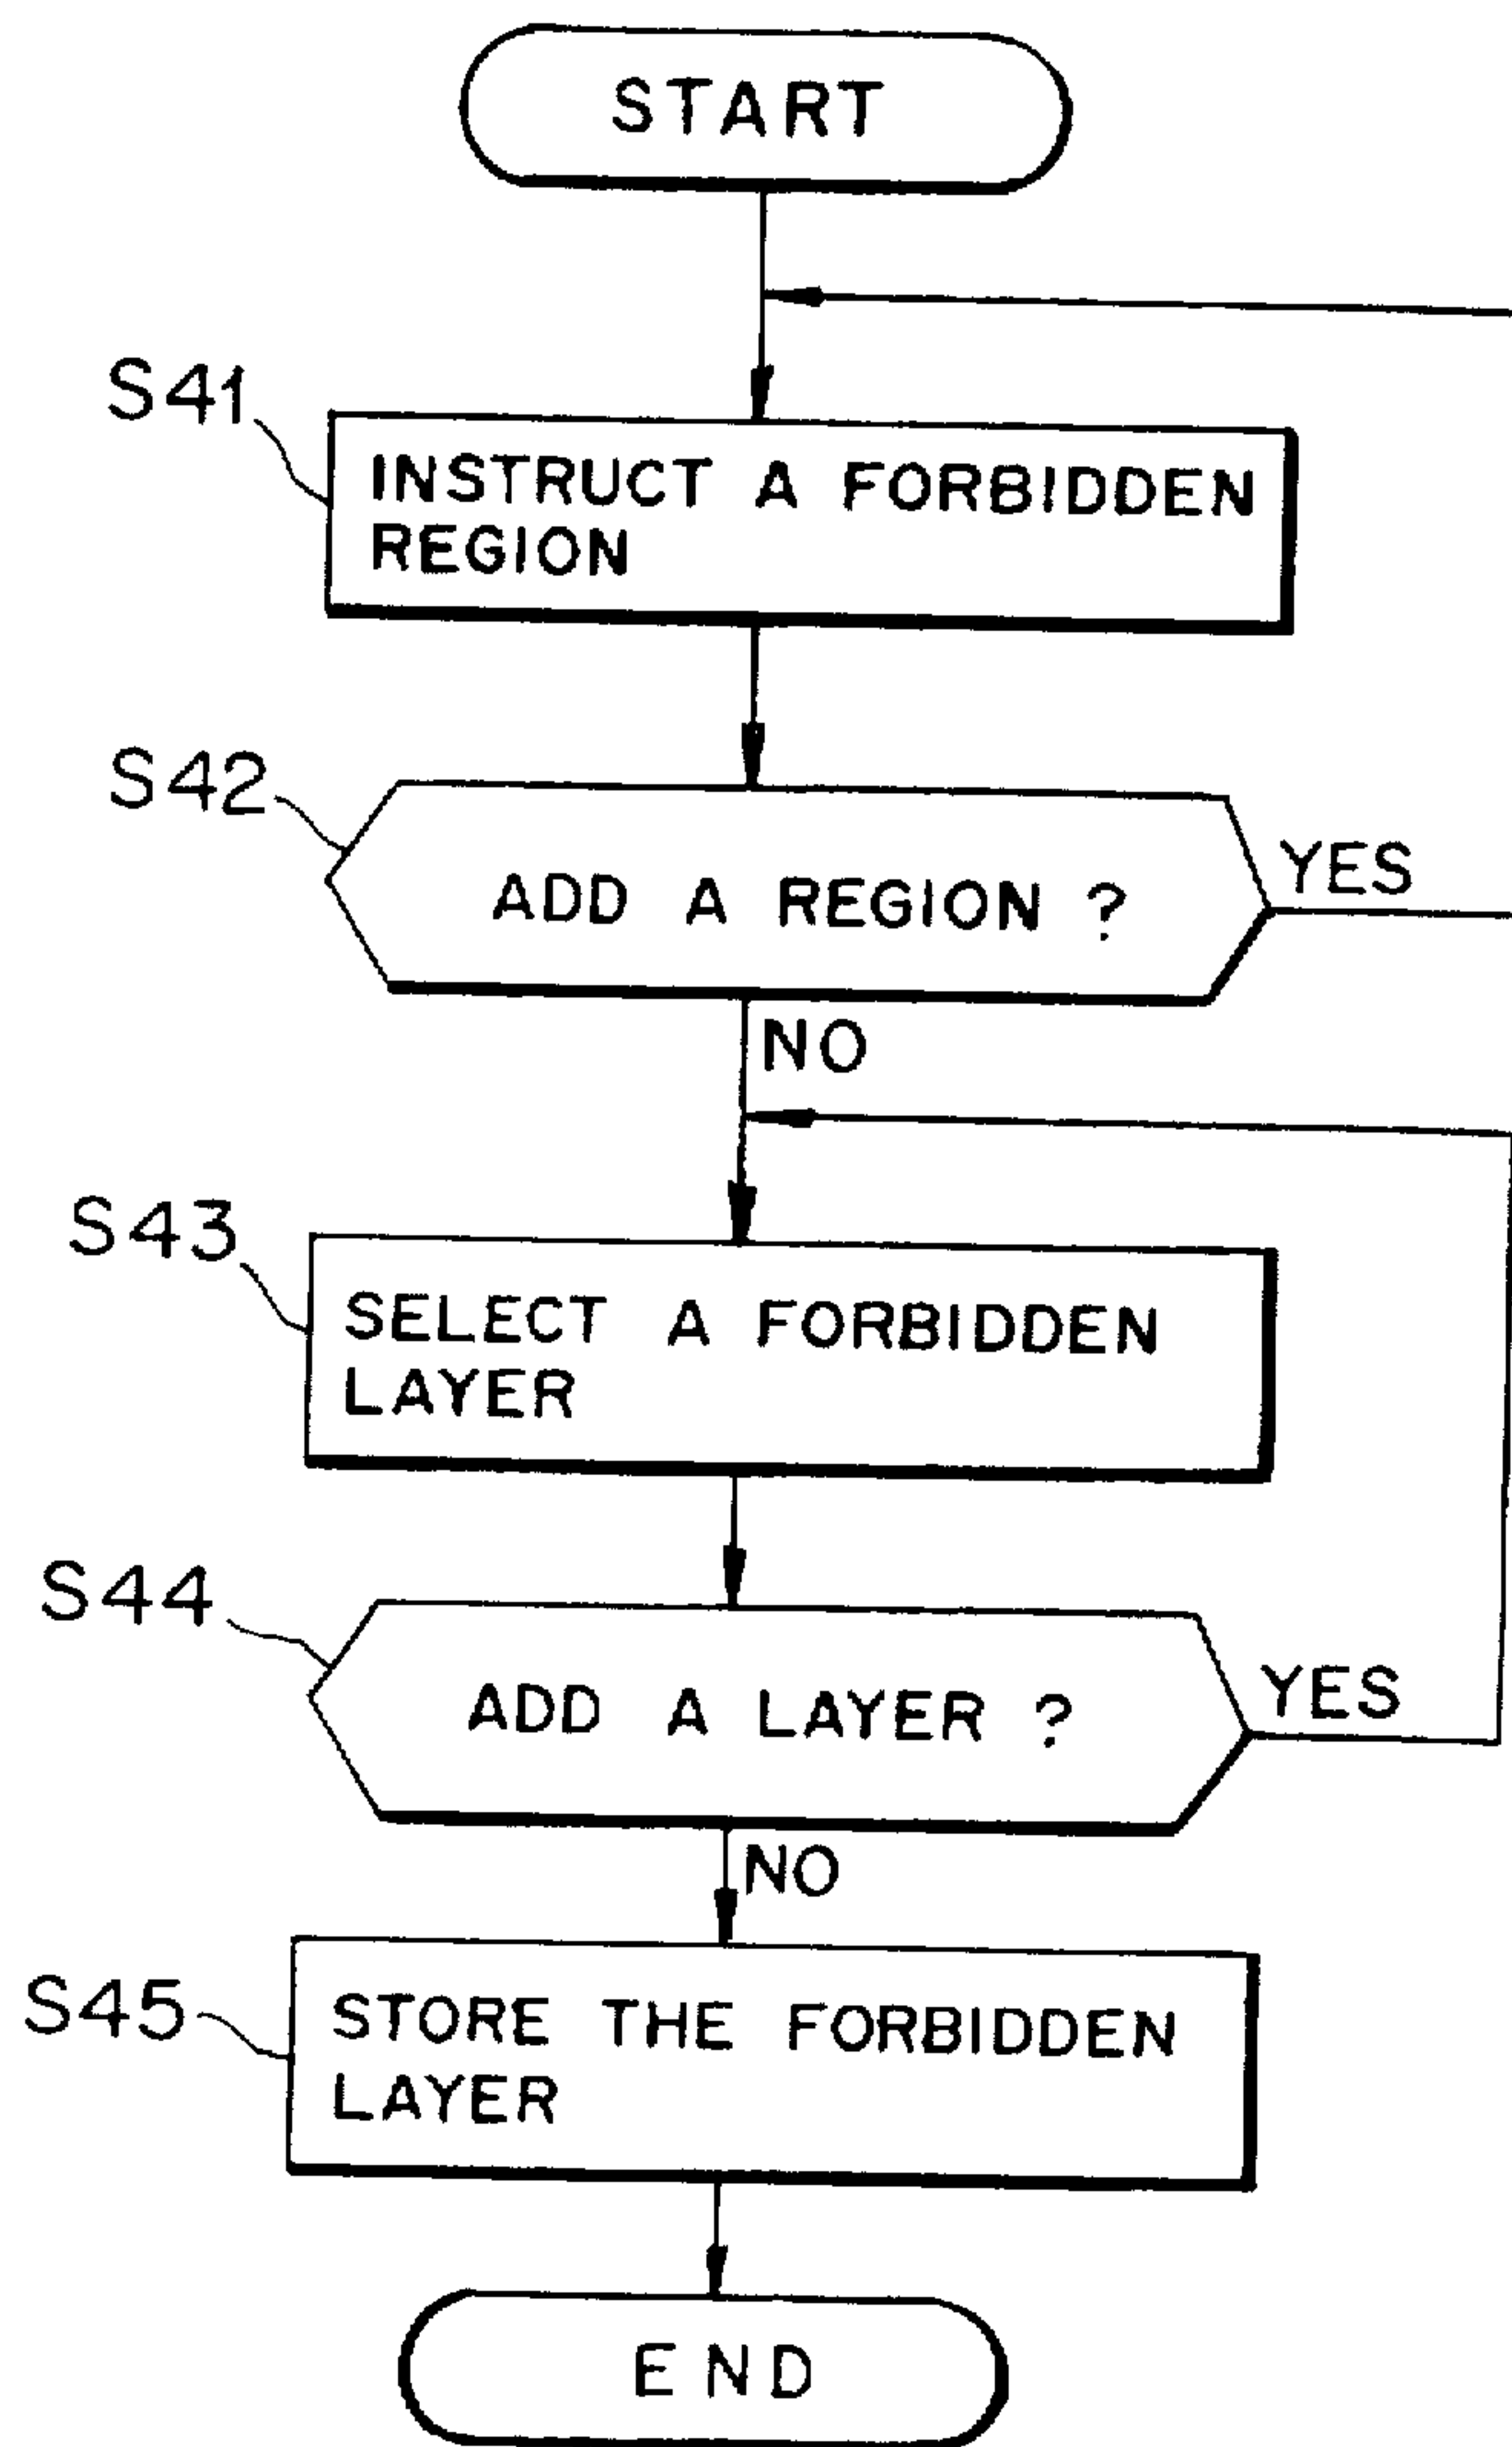 START
S41
INSTRUCT A FORBIDDEN
REGION
S42
ADD A REGION ?
YES
NO
S43
SELECT A FORBIDDEN
LAYER
S44
ADD A LAYER ?
YES
NO
S45
STORE THE FORBIDDEN
LAYER
END